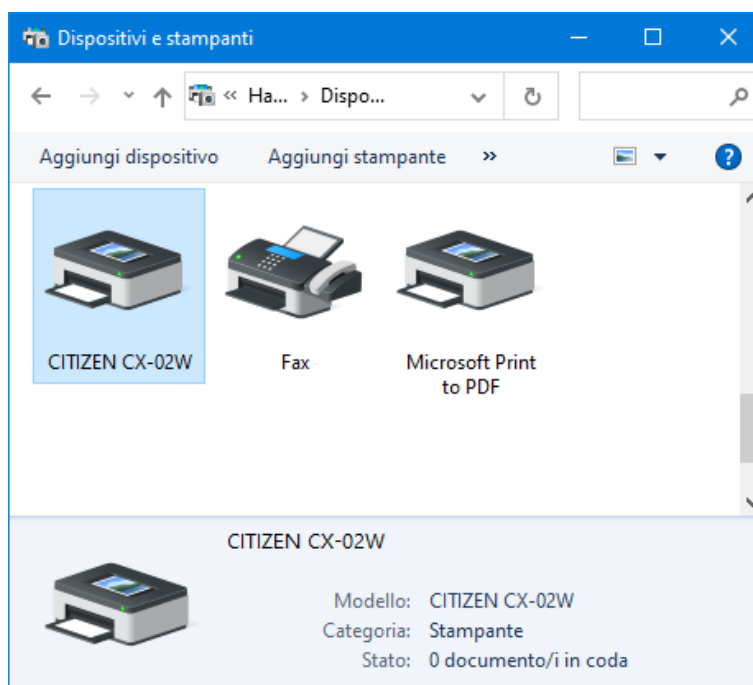 Dispositivi e stampanti
« Ha... › Dispo...
Aggiungi dispositivo Aggiungi stampante »
CITIZEN CX-02W Fax Microsoft Print
to PDF
CITIZEN CX-02W
Modello: CITIZEN CX-02W
Categoria: Stampante
Stato: 0 documento/i in coda